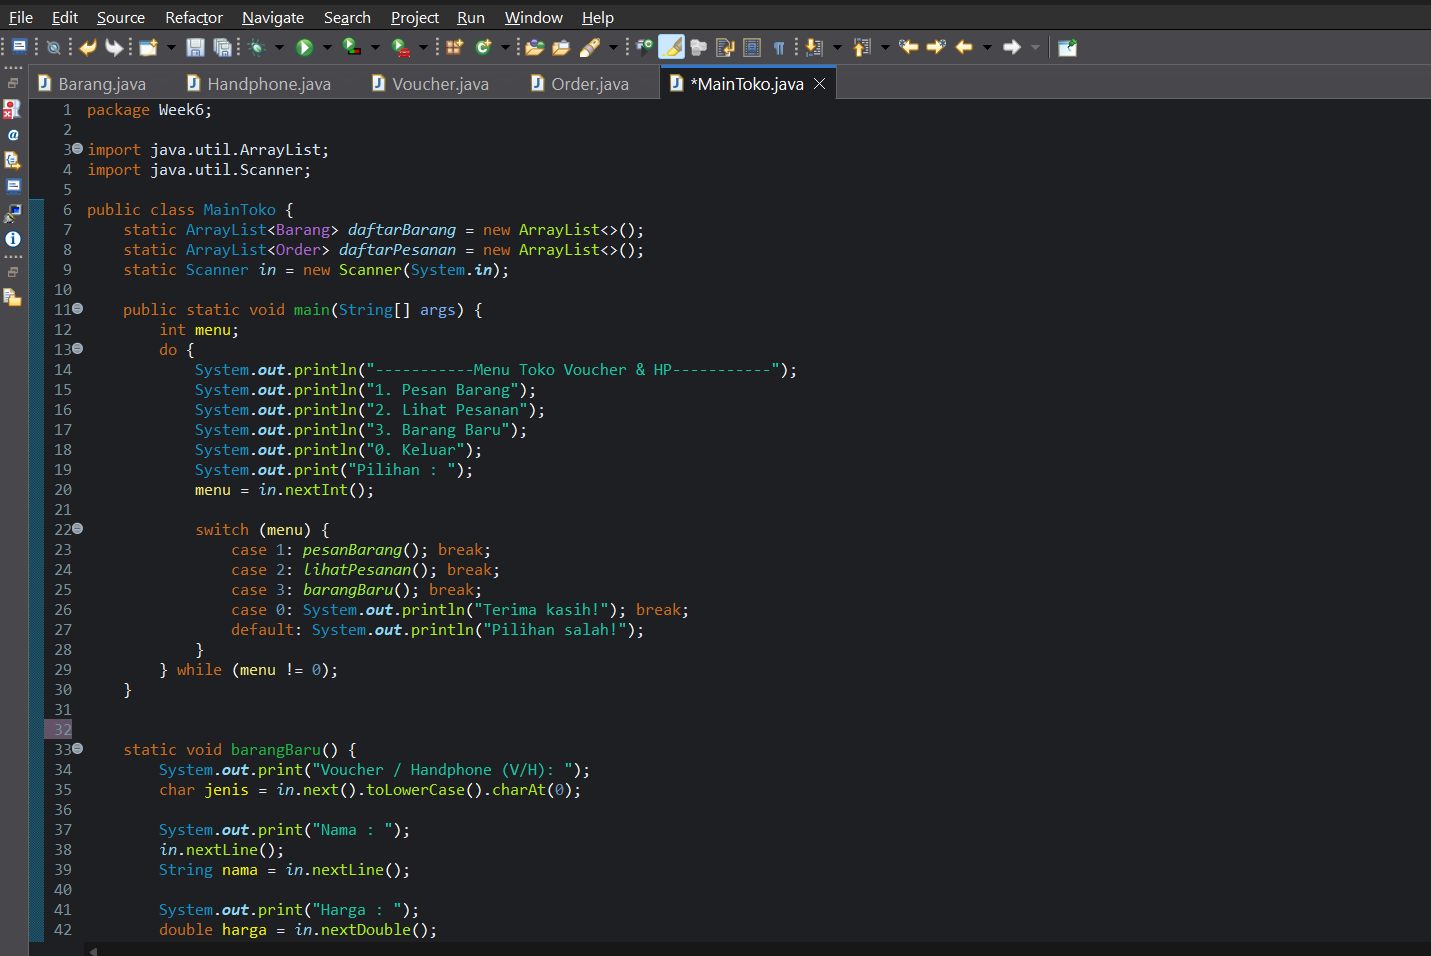 File Edit Source Refactor Navigate Search Project Run Window Help
Barang.java Handphone.java Voucher.java Order.java *MainToko.java
1 package Week6;
2
3 import java.util.ArrayList;
4 import java.util.Scanner;
5
6 public class MainToko {
7 static ArrayList<Barang> daftarBarang = new ArrayList<>();
8 static ArrayList<Order> daftarPesanan = new ArrayList<>();
9 static Scanner in = new Scanner(System.in);
10
11 public static void main(String[] args) {
12 int menu;
13 do {
14 System.out.println("-----------Menu Toko Voucher & HP-----------");
15 System.out.println("1. Pesan Barang");
16 System.out.println("2. Lihat Pesanan");
17 System.out.println("3. Barang Baru");
18 System.out.println("0. Keluar");
19 System.out.print("Pilihan : ");
20 menu = in.nextInt();
21
22 switch (menu) {
23 case 1: pesanBarang(); break;
24 case 2: lihatPesanan(); break;
25 case 3: barangBaru(); break;
26 case 0: System.out.println("Terima kasih!"); break;
27 default: System.out.println("Pilihan salah!");
28 }
29 } while (menu != 0);
30 }
31
32
33 static void barangBaru() {
34 System.out.print("Voucher / Handphone (V/H): ");
35 char jenis = in.next().toLowerCase().charAt(0);
36
37 System.out.print("Nama : ");
38 in.nextLine();
39 String nama = in.nextLine();
40
41 System.out.print("Harga : ");
42 double harga = in.nextDouble();